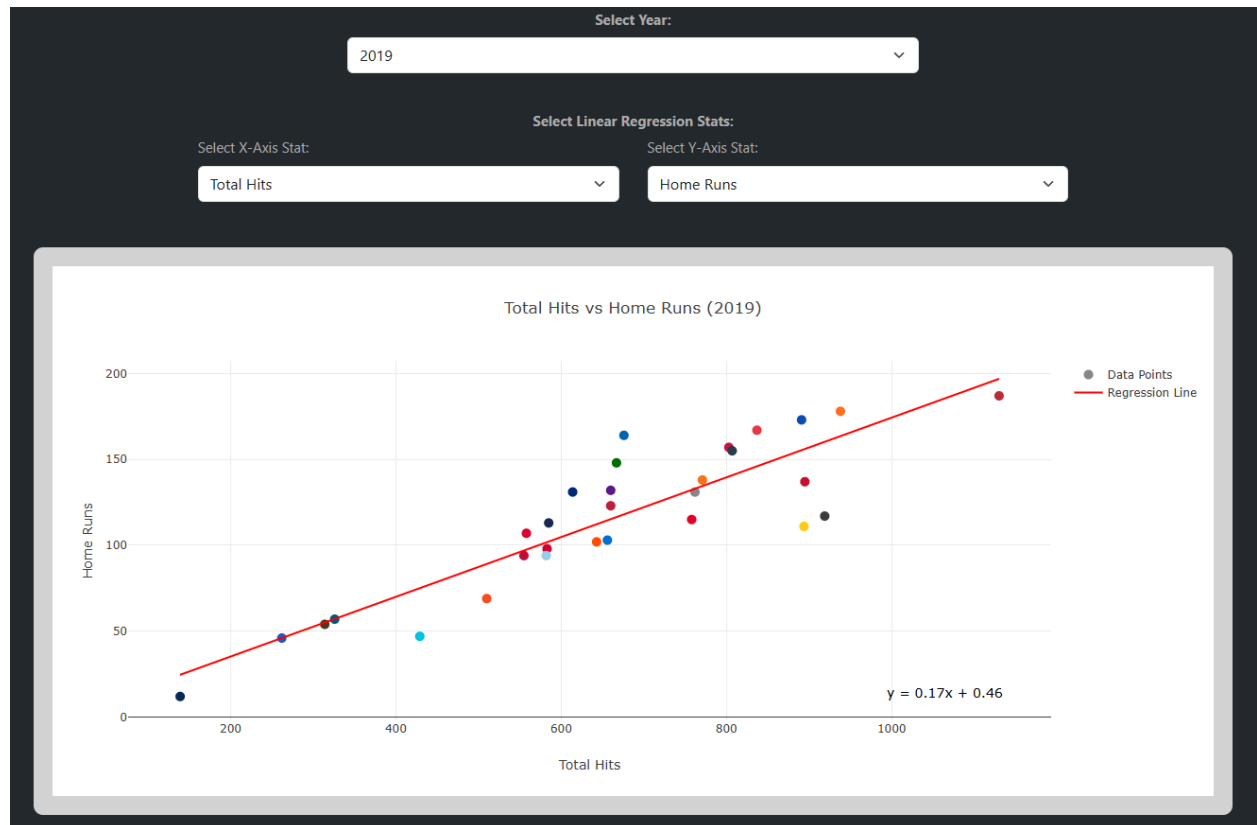 Select Year:
2019
Select Linear Regression Stats:
Select X-Axis Stat:
Select Y-Axis Stat:
Total Hits
Home Runs
Total Hits vs Home Runs (2019)
Data Points
Regression Line
Home Runs
200
150
100
50
0
y = 0.17x + 0.46
200
400
600
800
1000
Total Hits